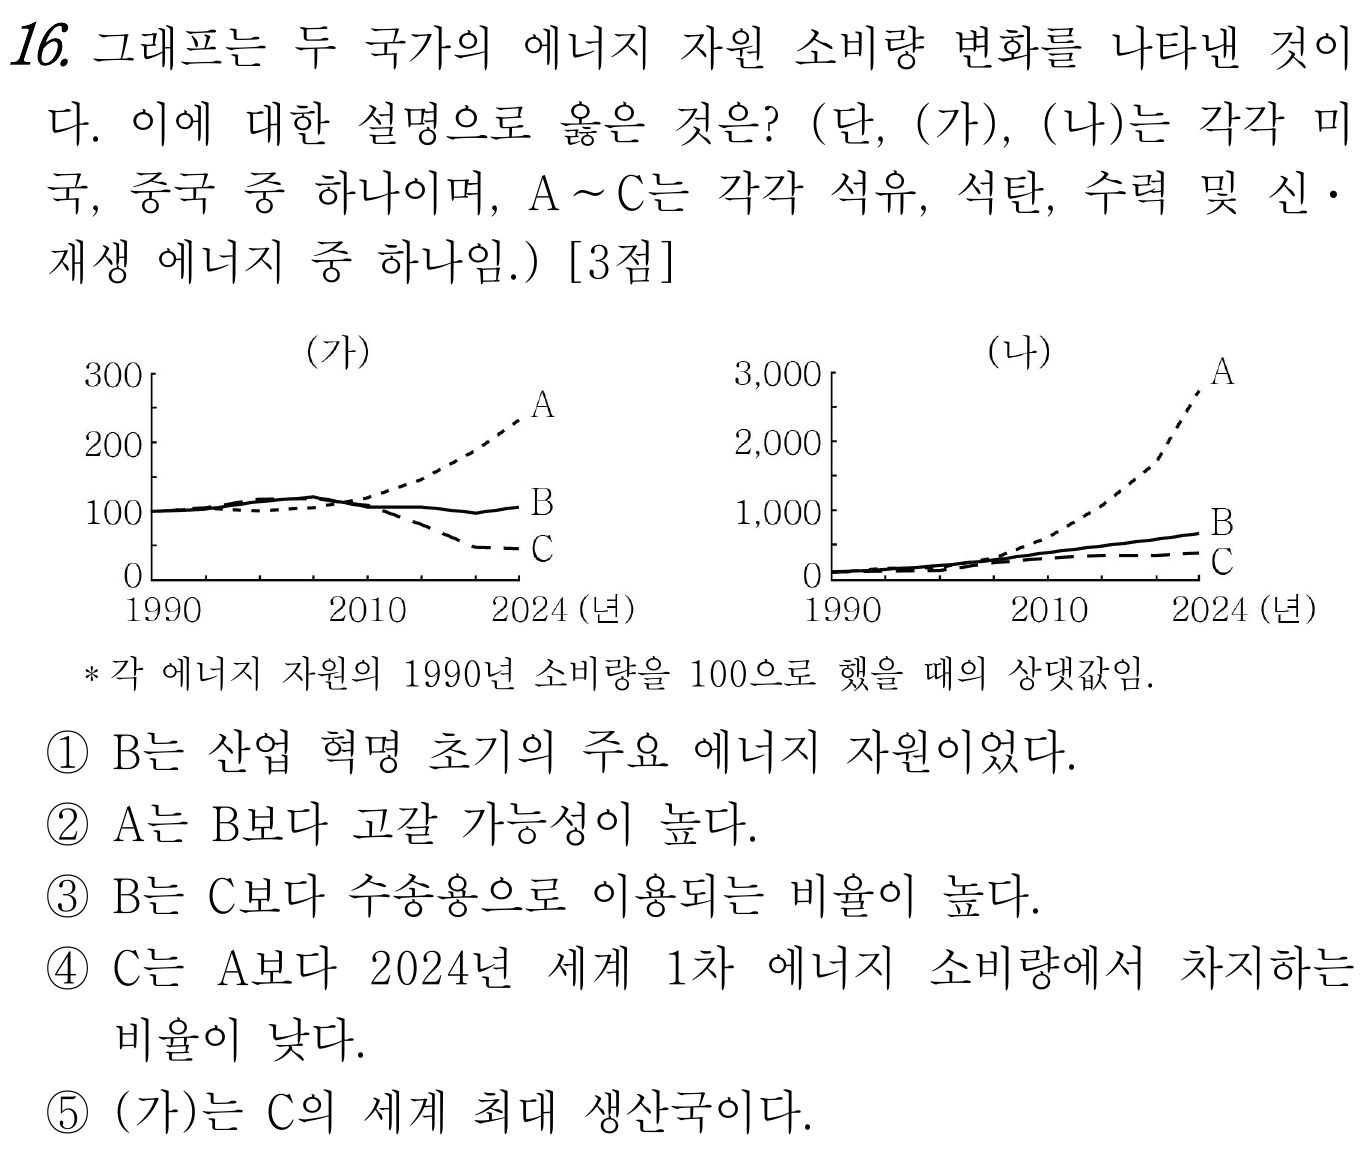 16. 그래프는 두 국가의 에너지 자원 소비량 변화를 나타낸 것이
다. 이에 대한 설명으로 옳은 것은? (단, (가), (나)는 각각 미
국, 중국 중 하나이며, A ~ C는 각각 석유, 석탄, 수력 및 신·
재생 에너지 중 하나임.) [3점]
(가)
300
200
100
0
A
B
C
1990 2010 2024 (년)
(나)
3,000
2,000
1,000
0
A
B
C
1990 2010 2024 (년)
* 각 에너지 자원의 1990년 소비량을 100으로 했을 때의 상댓값임.
① B는 산업 혁명 초기의 주요 에너지 자원이었다.
② A는 B보다 고갈 가능성이 높다.
③ B는 C보다 수송용으로 이용되는 비율이 높다.
④ C는 A보다 2024년 세계 1차 에너지 소비량에서 차지하는
비율이 낮다.
⑤ (가)는 C의 세계 최대 생산국이다.